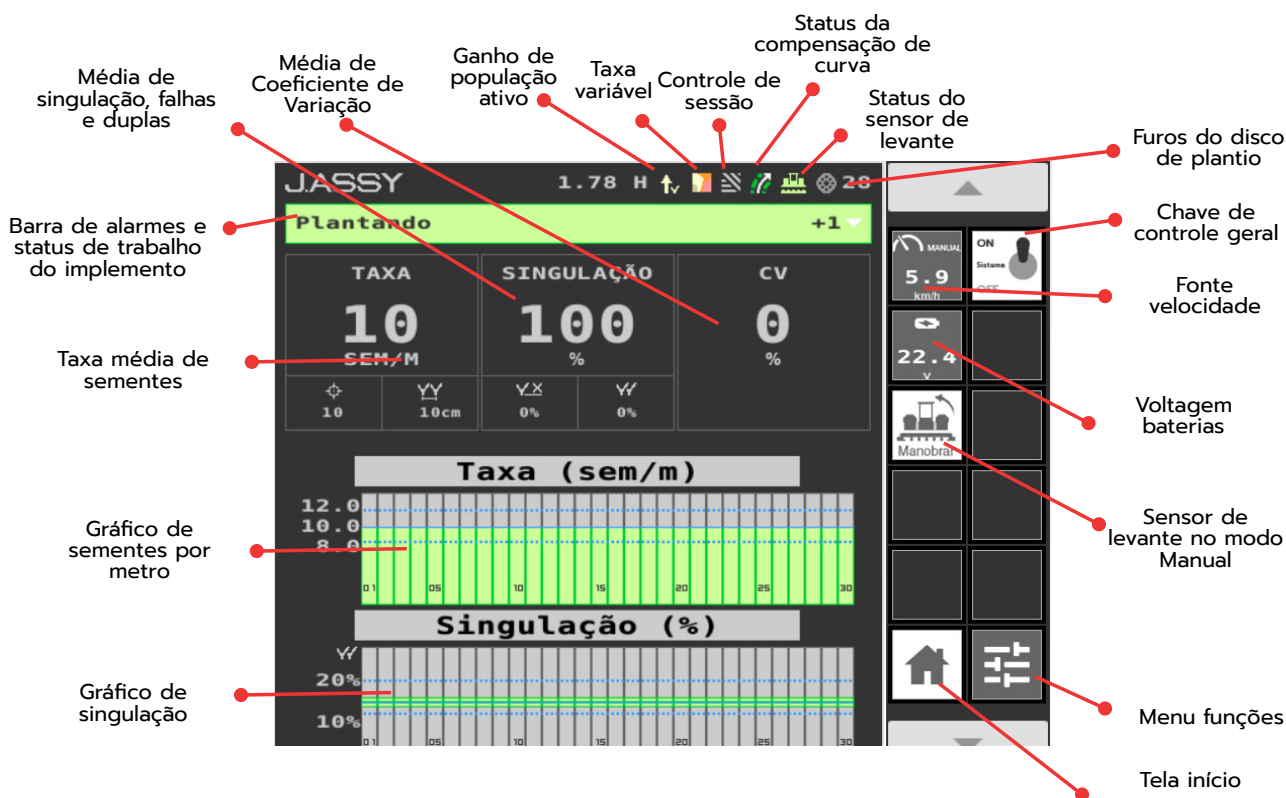 Status da
compensação de
curva
Média de
singulação, falhas
e duplas
Média de
Coeficiente de
Variação
Ganho de
população
ativo
Taxa
variável
Controle de
sessão
Status do
sensor de
levante
Furos do disco
de plantio
J.ASSY
1.78 H
28
Barra de alarmes e
status de trabalho
do implemento
Plantando
+1
Chave de
controle geral
MANUAL
5.9
km/h
ON
Sistema
OFF
Fonte
velocidade
TAXA
10
SEM/M
10
10cm
SINGULAÇÃO
100
%
0%
0%
CV
0
%
Taxa média de
sementes
22.4
V
Voltagem
baterias
Manobrar
Sensor de
levante no modo
Manual
Gráfico de
sementes por
metro
Taxa (sem/m)
12.0
10.0
8.0
01 05 10 15 20 25 30
Gráfico de
singulação
Singulação (%)
20%
10%
01 05 10 15 20 25 30
Menu funções
Tela início